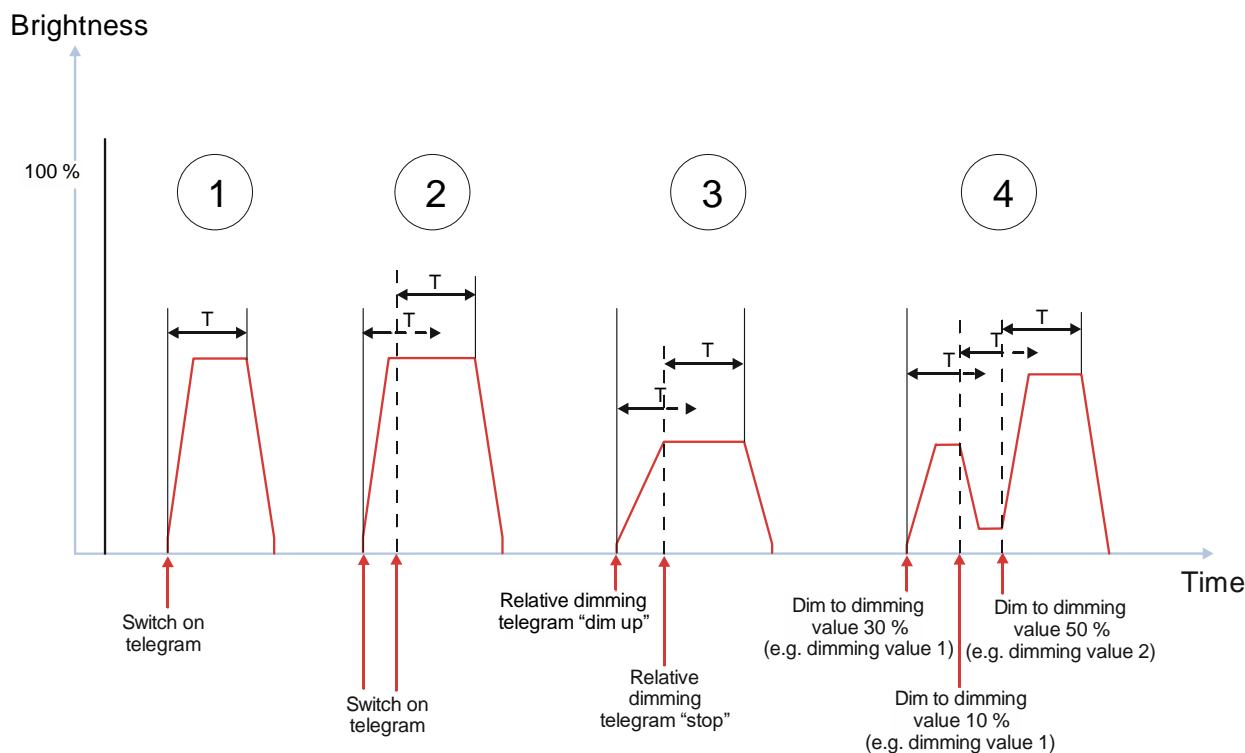 Brightness
100 %
1
2
3
4
T
T
T
T
T
T
T
T
Time
Switch on
telegram
Switch on
telegram
Relative dimming
telegram “dim up”
Relative
dimming
telegram “stop”
Dim to dimming
value 30 %
(e.g. dimming value 1)
Dim to dimming
value 10 %
(e.g. dimming value 1)
Dim to dimming
value 50 %
(e.g. dimming value 2)